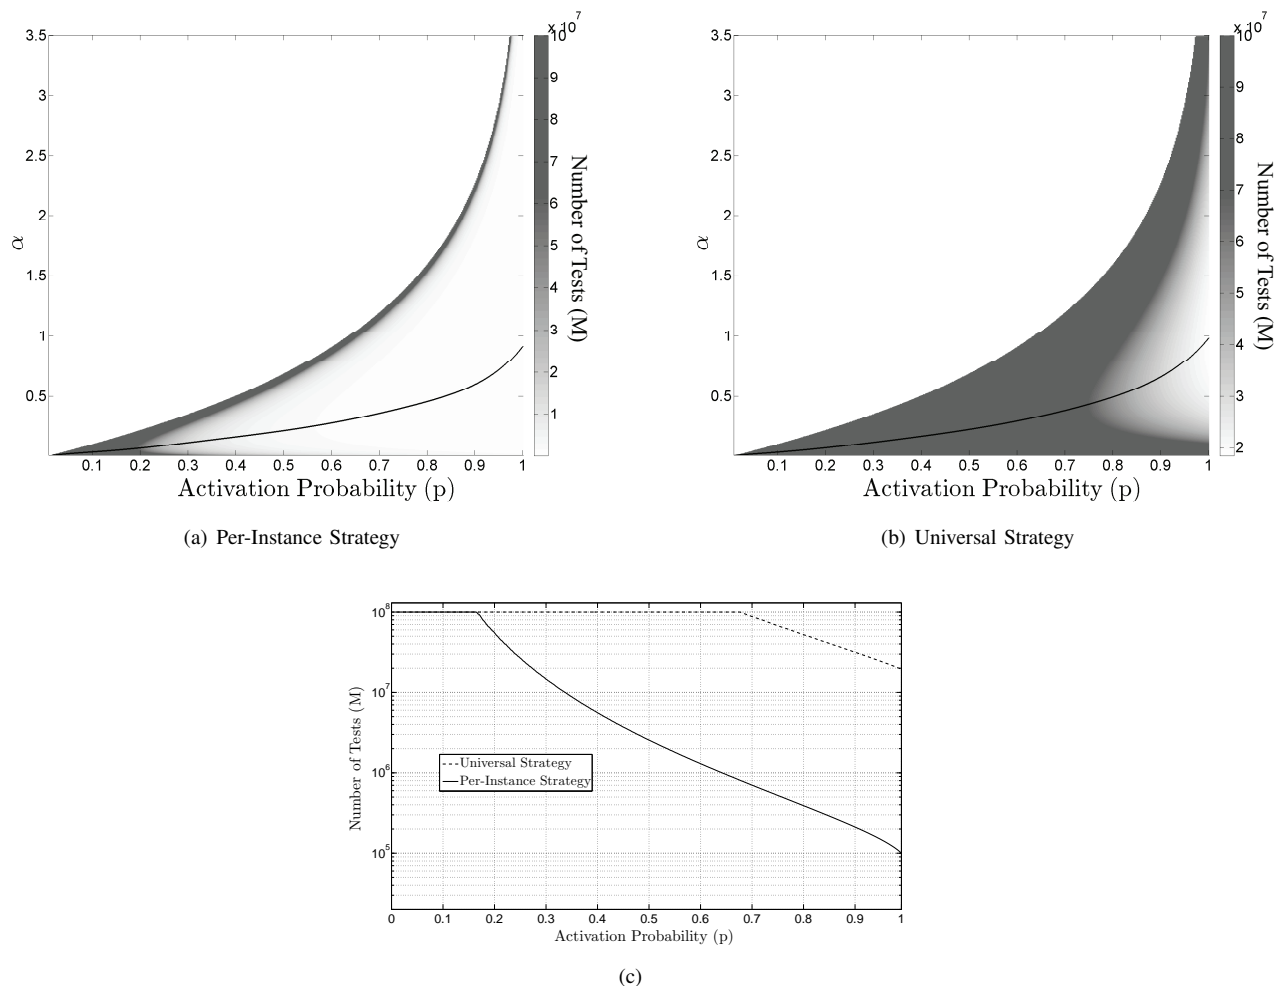 x 10^7
3.5
3
2.5
2
1.5
1
0.5
α
0.1 0.2 0.3 0.4 0.5 0.6 0.7 0.8 0.9 1
Activation Probability (p)
10
9
8
7
6
5
4
3
2
1
Number of Tests (M)
(a) Per-Instance Strategy
x 10^7
3.5
3
2.5
2
1.5
1
0.5
α
0.1 0.2 0.3 0.4 0.5 0.6 0.7 0.8 0.9 1
Activation Probability (p)
10
9
8
7
6
5
4
3
2
Number of Tests (M)
(b) Universal Strategy
10^8
10^7
10^6
10^5
Number of Tests (M)
Universal Strategy
Per-Instance Strategy
0 0.1 0.2 0.3 0.4 0.5 0.6 0.7 0.8 0.9 1
Activation Probability (p)
(c)